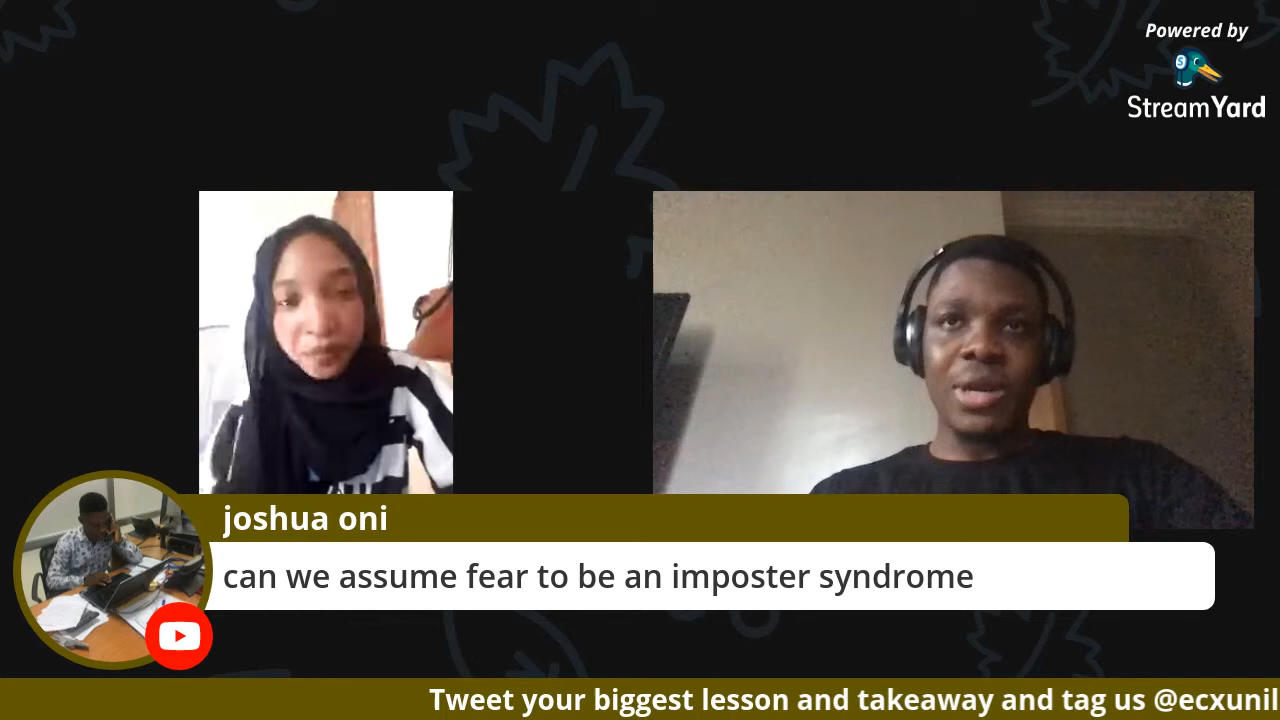 Powered by
StreamYard
joshua oni
can we assume fear to be an imposter syndrome
Tweet your biggest lesson and takeaway and tag us @ecxunil